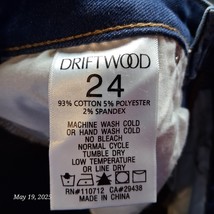 DRIFTWOOD
24
93% COTTON 5% POLYESTER
2% SPANDEX
MACHINE WASH COLD
OR HAND WASH COLD
NO BLEACH
NORMAL CYCLE
TUMBLE DRY
LOW TEMPERATURE
OR LINE DRY
RN#110712 CA#29438
MADE IN CHINA
May 19, 2025